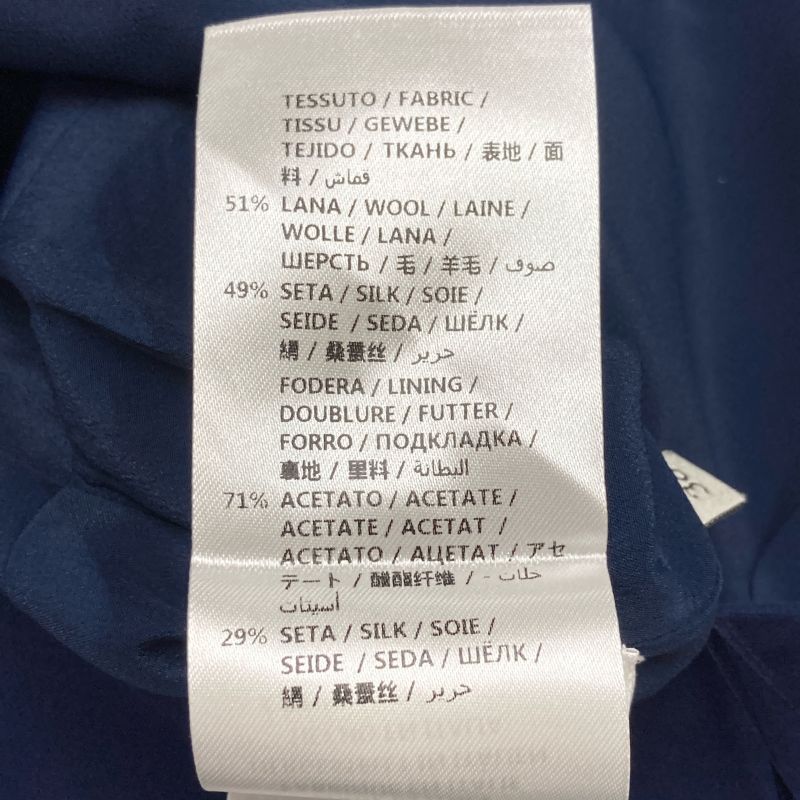 TESSUTO / FABRIC /
TISSU / GEWEBE /
TEJIDO / ТКАНЬ / 表地 / 面
料 / قماش
51% LANA / WOOL / LAINE /
WOLLE / LANA /
ШЕРСТЬ / 毛 / 羊毛 / صوف
49% SETA / SILK / SOIE /
SEIDE / SEDA / ШЁЛК /
絹 / 桑蚕丝 / حرير
FODERA / LINING /
DOUBLURE / FUTTER /
FORRO / ПОДКЛАДКА /
裏地 / 里料 / البطانة
71% ACETATO / ACETATE /
ACETATE / ACETAT /
ACETATO / АЦЕТАТ / アセ
テート / 醋酯纤维 / - خلات
أسيتات
29% SETA / SILK / SOIE /
SEIDE / SEDA / ШЁЛК /
絹 / 桑蚕丝 / حرير